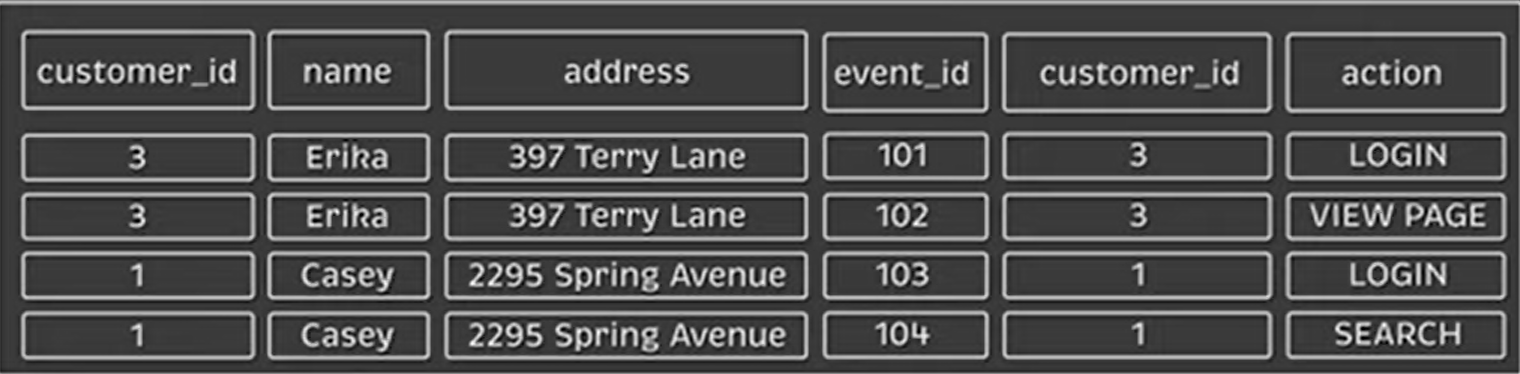 customer_id name address event_id customer_id action
3 Erika 397 Terry Lane 101 3 LOGIN
3 Erika 397 Terry Lane 102 3 VIEW PAGE
1 Casey 2295 Spring Avenue 103 1 LOGIN
1 Casey 2295 Spring Avenue 104 1 SEARCH